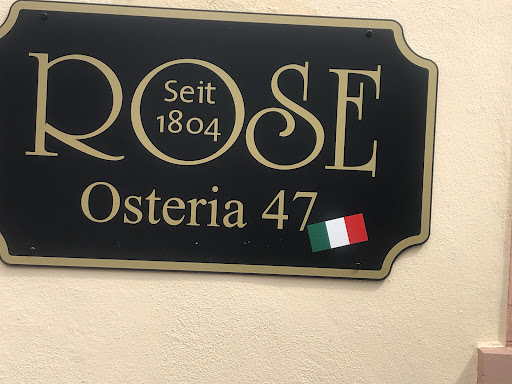 ROSE
Seit
1804
Osteria 47